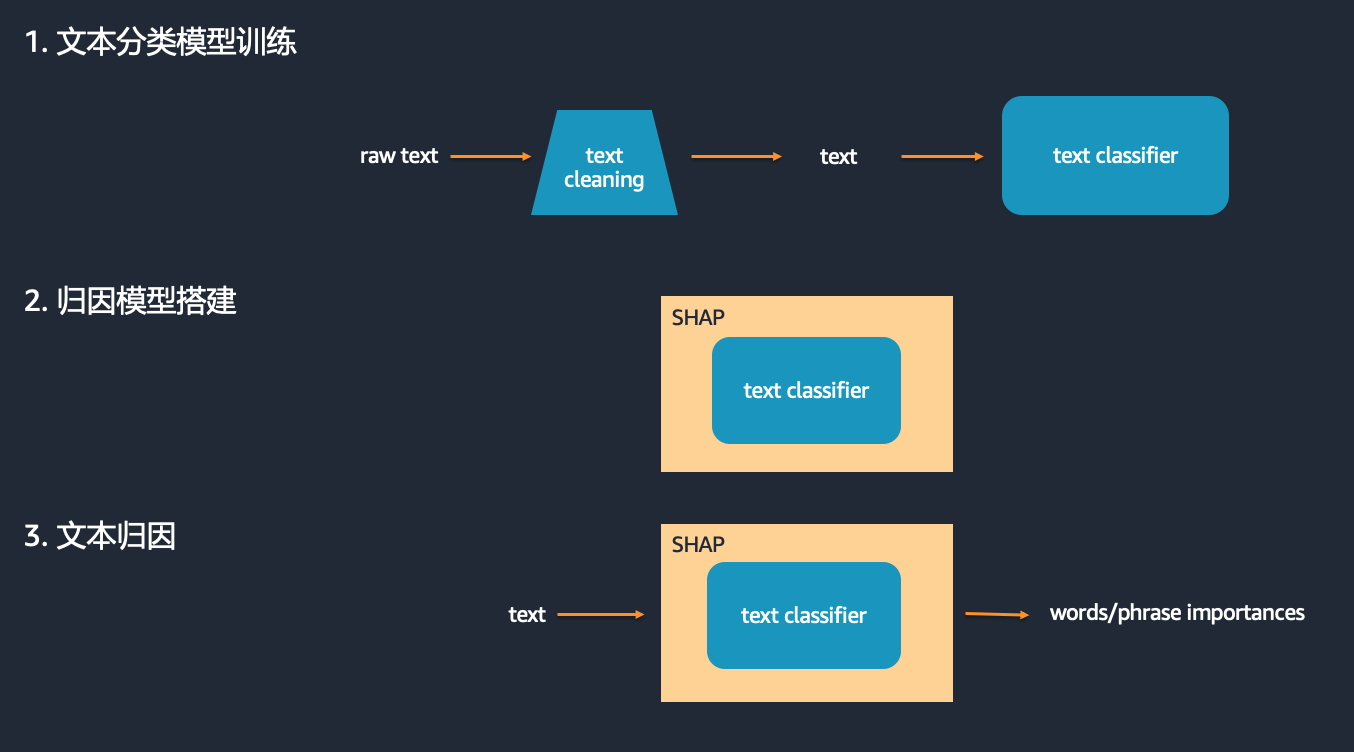 1. 文本分类模型训练
raw text
text
cleaning
text
text classifier
2. 归因模型搭建
SHAP
text classifier
3. 文本归因
SHAP
text
text classifier
words/phrase importances